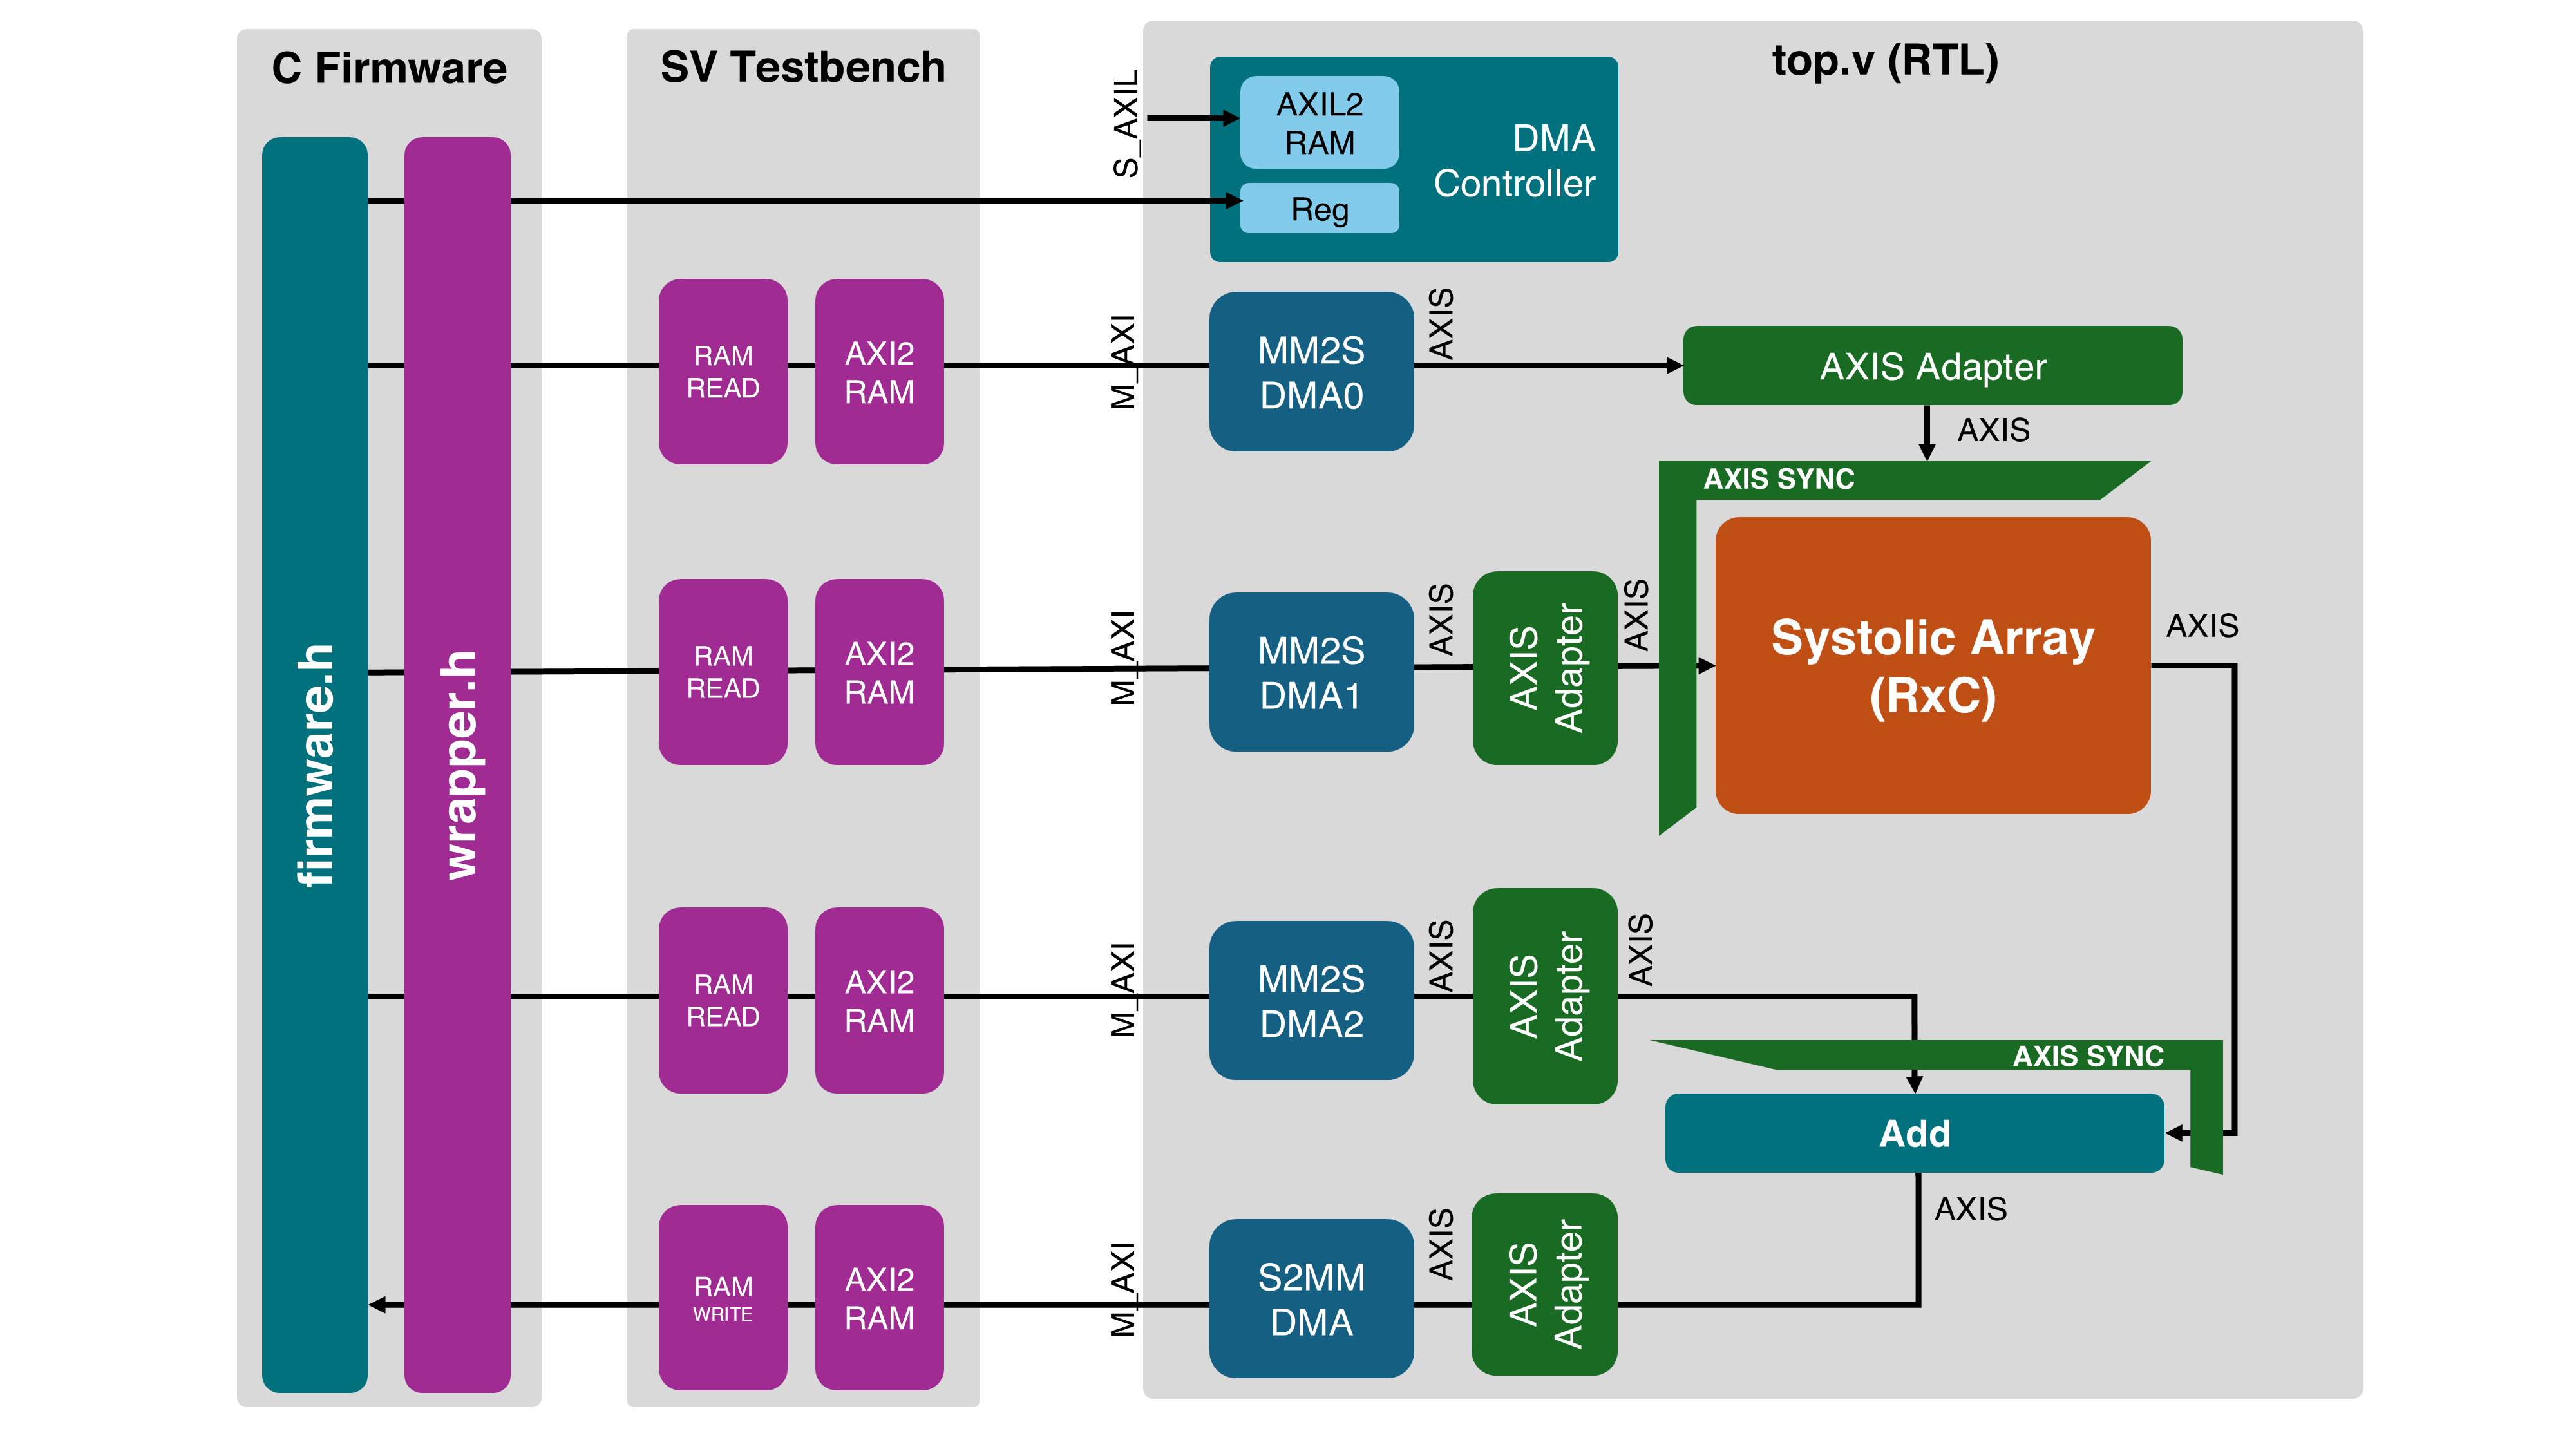 C Firmware
SV Testbench
top.v (RTL)
firmware.h
wrapper.h
S_AXIL
AXIL2
RAM
Reg
DMA
Controller
RAM
READ
AXI2
RAM
M_AXI
MM2S
DMA0
AXIS
AXIS Adapter
AXIS
AXIS SYNC
RAM
READ
AXI2
RAM
M_AXI
MM2S
DMA1
AXIS
AXIS
Adapter
AXIS
Systolic Array
(RxC)
AXIS
RAM
READ
AXI2
RAM
M_AXI
MM2S
DMA2
AXIS
AXIS
Adapter
AXIS
AXIS SYNC
Add
AXIS
RAM
WRITE
AXI2
RAM
M_AXI
S2MM
DMA
AXIS
AXIS
Adapter